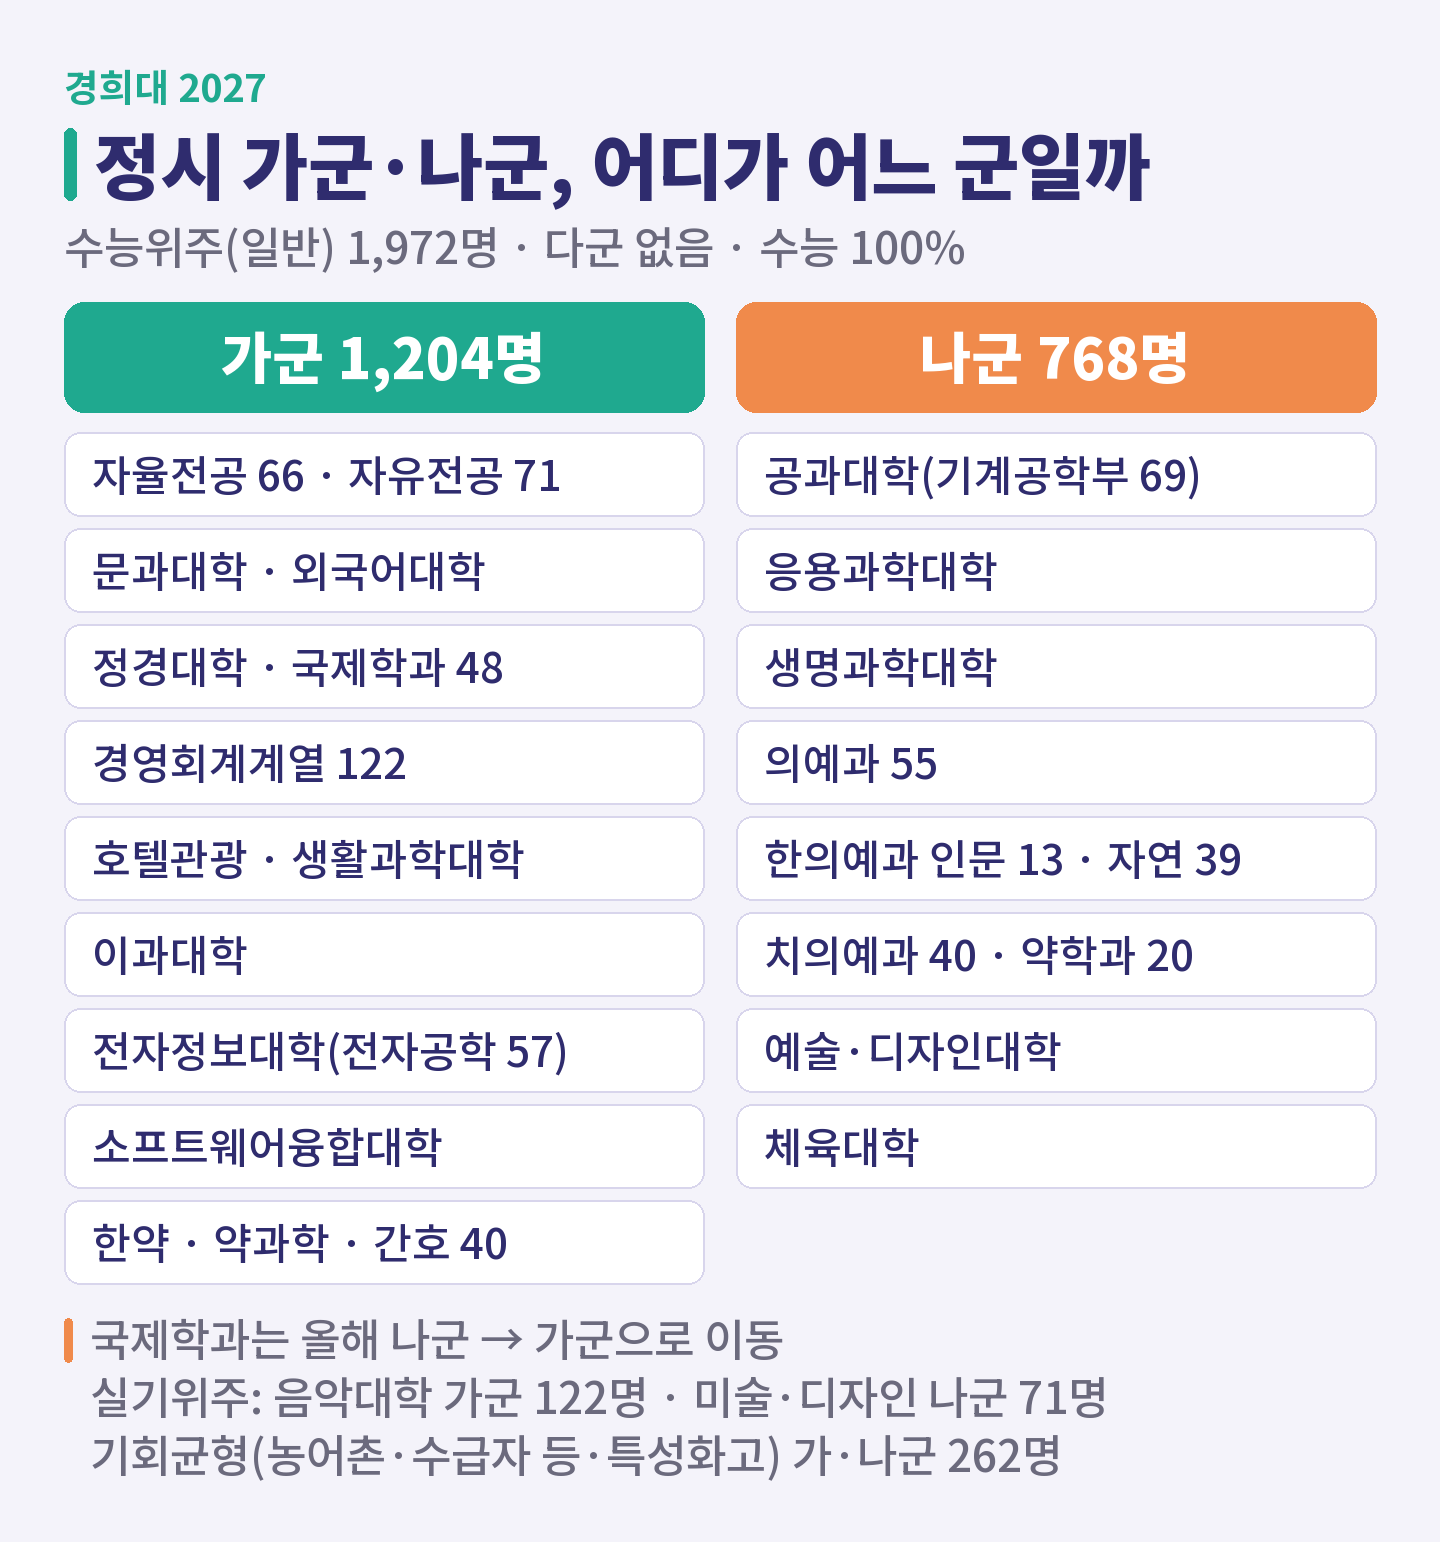 경희대 2027
정시 가군·나군, 어디가 어느 군일까
수능위주(일반) 1,972명 · 다군 없음 · 수능 100%
가군 1,204명
자율전공 66 · 자유전공 71
문과대학 · 외국어대학
정경대학 · 국제학과 48
경영회계계열 122
호텔관광 · 생활과학대학
이과대학
전자정보대학(전자공학 57)
소프트웨어융합대학
한약 · 약과학 · 간호 40
나군 768명
공과대학(기계공학부 69)
응용과학대학
생명과학대학
의예과 55
한의예과 인문 13 · 자연 39
치의예과 40 · 약학과 20
예술·디자인대학
체육대학
국제학과는 올해 나군 → 가군으로 이동
실기위주: 음악대학 가군 122명 · 미술·디자인 나군 71명
기회균형(농어촌·수급자 등·특성화고) 가·나군 262명